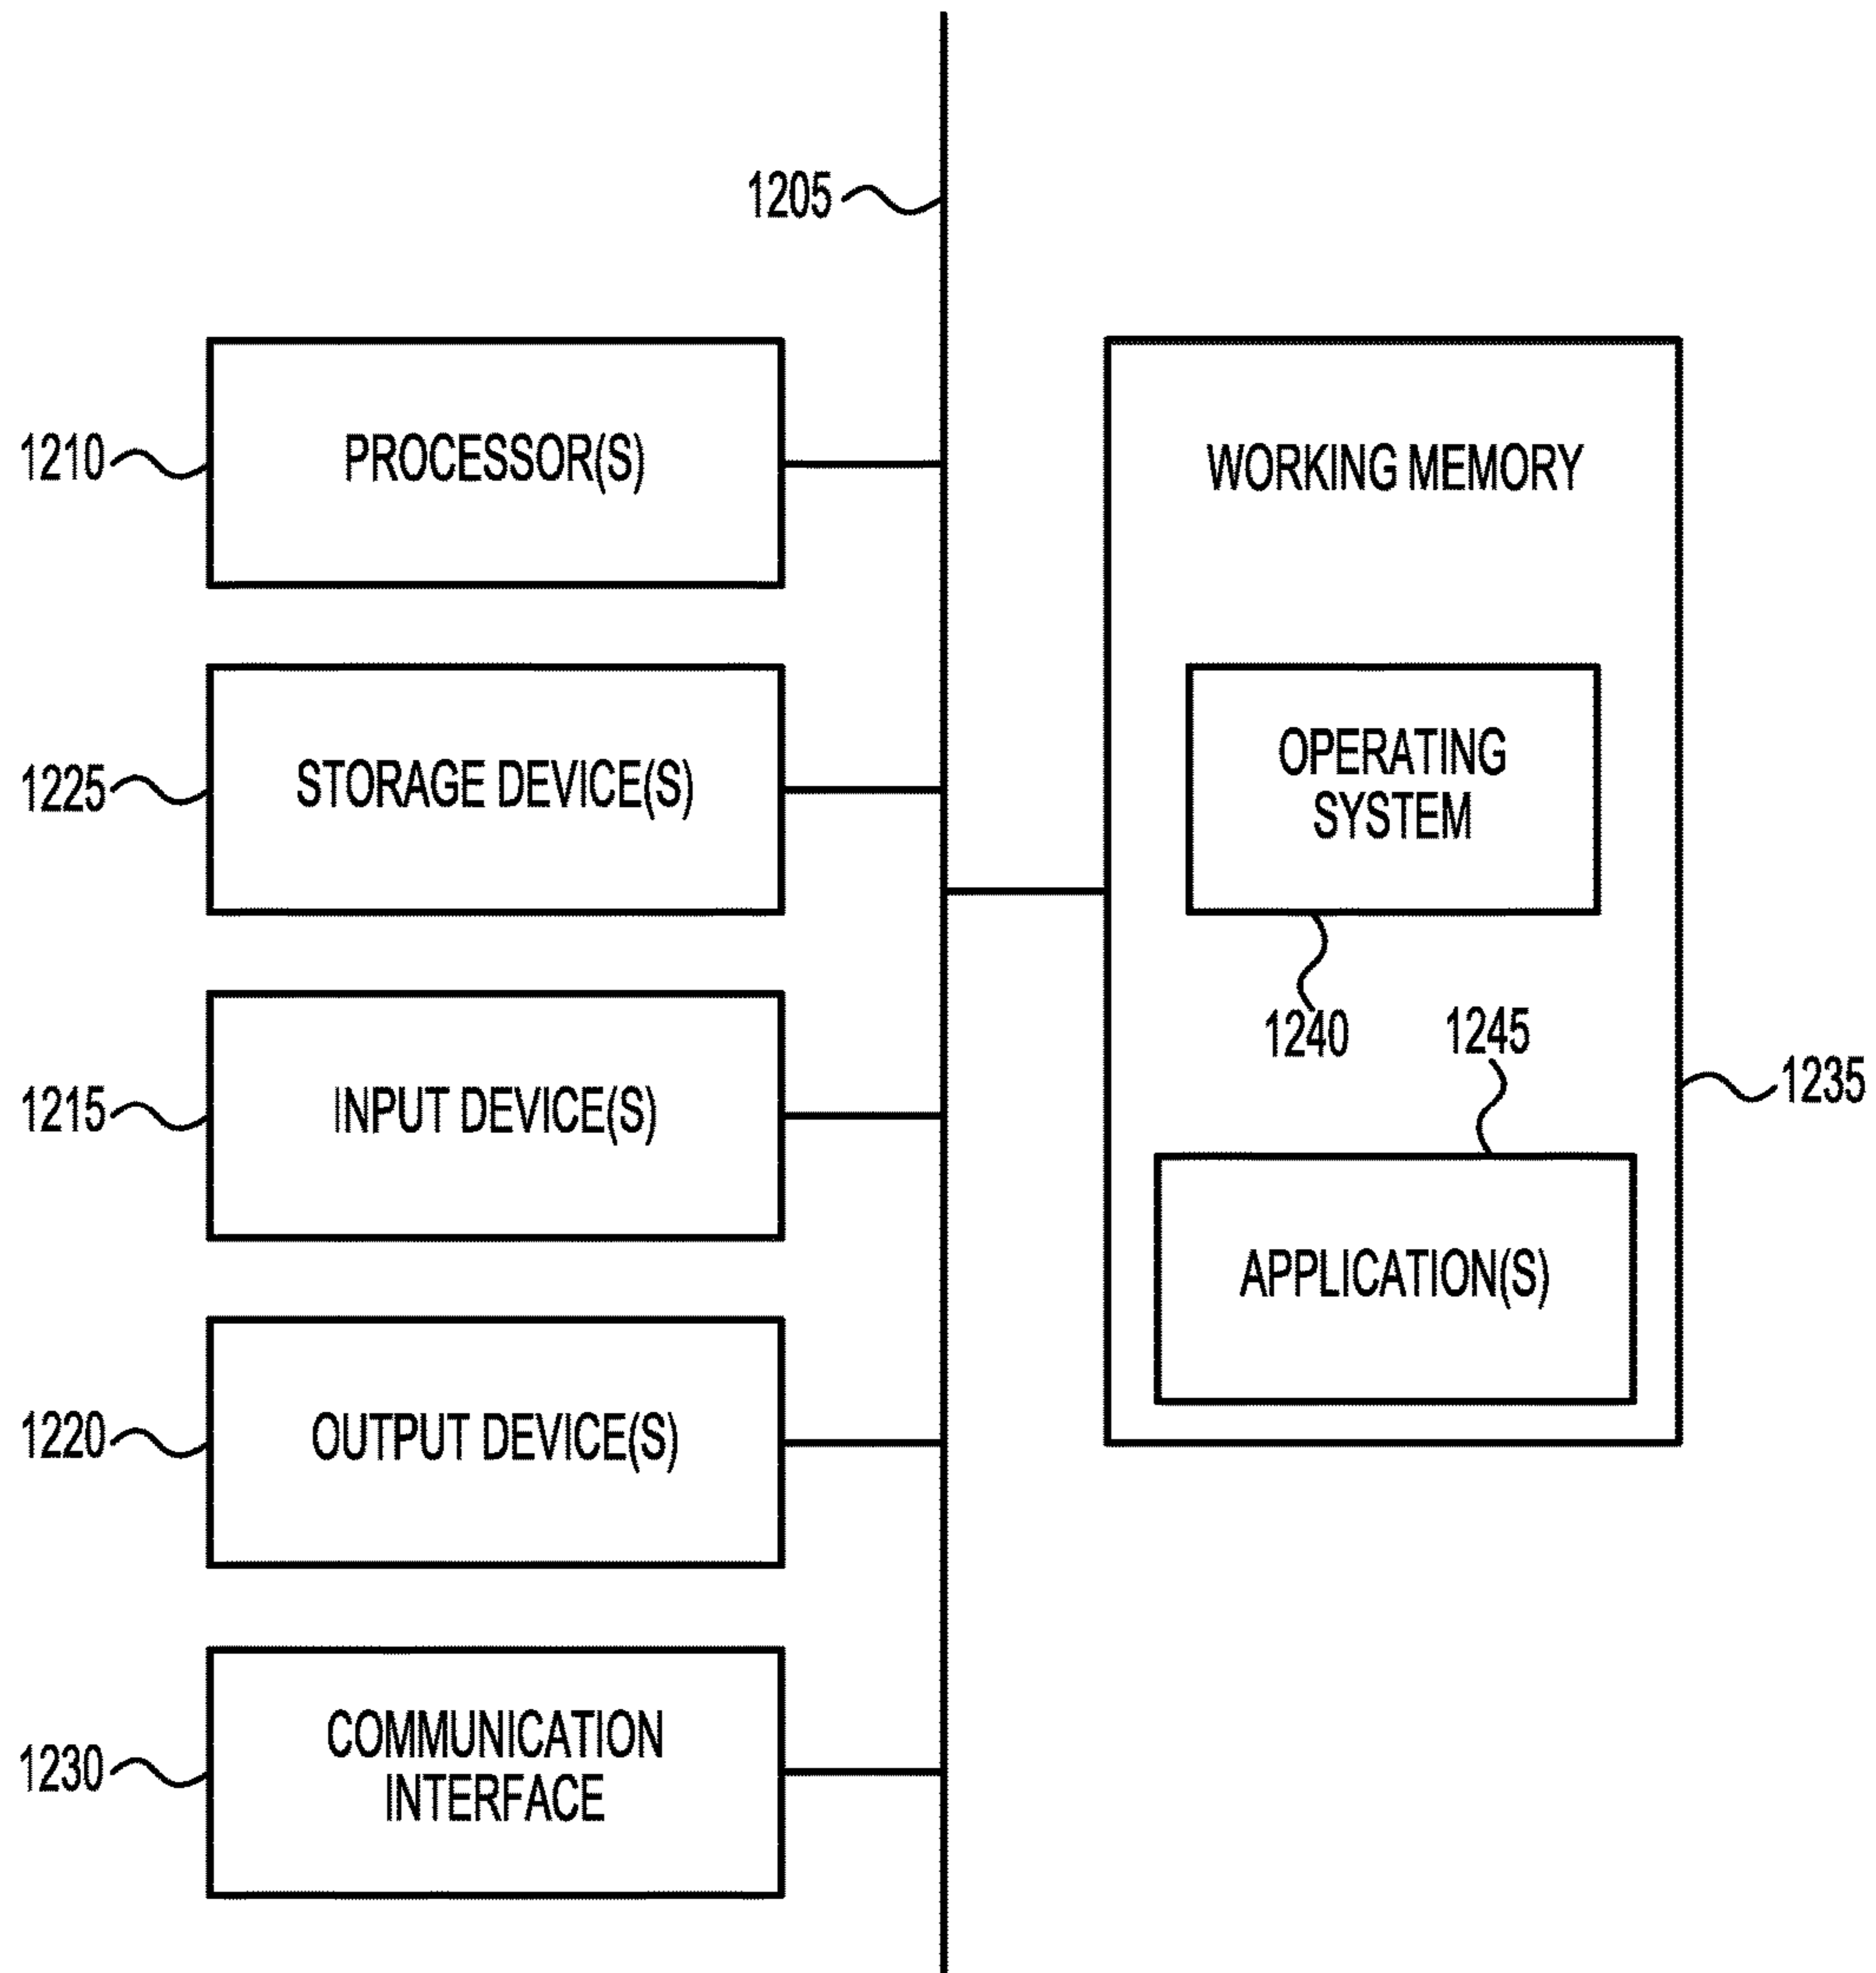 1205
1210
PROCESSOR(S)
WORKING MEMORY
1225
STORAGE DEVICE(S)
OPERATING
SYSTEM
1240
1245
1215
INPUT DEVICE(S)
1235
APPLICATION(S)
1220
OUTPUT DEVICE(S)
1230
COMMUNICATION
INTERFACE